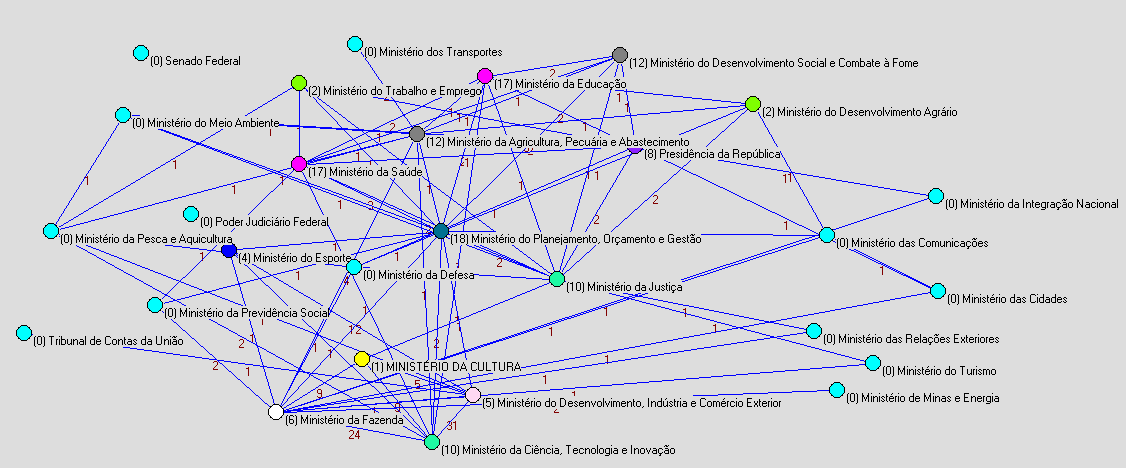 (0) Ministério dos Transportes
(0) Senado Federal
(12) Ministério do Desenvolvimento Social e Combate à Fome
(17) Ministério da Educação
(2) Ministério do Trabalho e Emprego
(2) Ministério do Desenvolvimento Agrário
(0) Ministério do Meio Ambiente
(12) Ministério da Agricultura, Pecuária e Abastecimento
(8) Presidência da República
(17) Ministério da Saúde
(0) Ministério da Integração Nacional
(0) Poder Judiciário Federal
(0) Ministério da Pesca e Aquicultura
(18) Ministério do Planejamento, Orçamento e Gestão
(0) Ministério das Comunicações
(4) Ministério do Esporte
(0) Ministério da Defesa
(10) Ministério da Justiça
(0) Ministério das Cidades
(0) Ministério da Previdência Social
(0) Tribunal de Contas da União
(0) Ministério das Relações Exteriores
(1) MINISTÉRIO DA CULTURA
(0) Ministério do Turismo
(5) Ministério do Desenvolvimento, Indústria e Comércio Exterior
(0) Ministério de Minas e Energia
(6) Ministério da Fazenda
24
31
(10) Ministério da Ciência, Tecnologia e Inovação